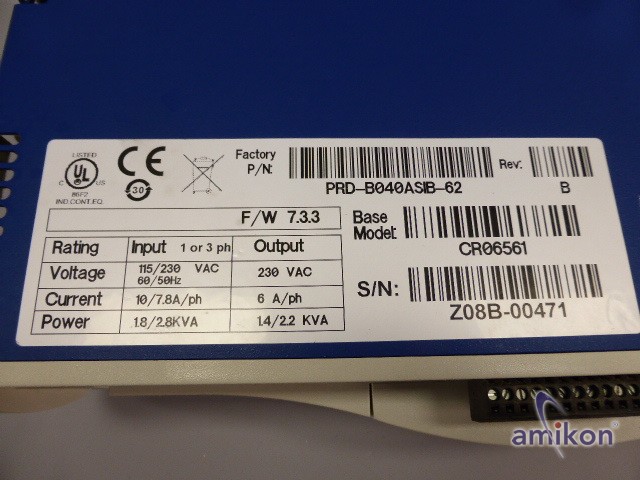 LISTED
C UL US
86F2
IND.CONT.EQ.
CE
30
Factory P/N:
PRD-B040ASIB-62
Rev:
B
F/W 7.3.3
Base Model:
CR06561
Rating Input 1 or 3 ph Output
Voltage 115/230 VAC 60/50Hz 230 VAC
Current 10/7.8A/ph 6 A/ph
Power 1.8/2.8KVA 1.4/2.2 KVA
S/N:
Z08B-00471
amikon®